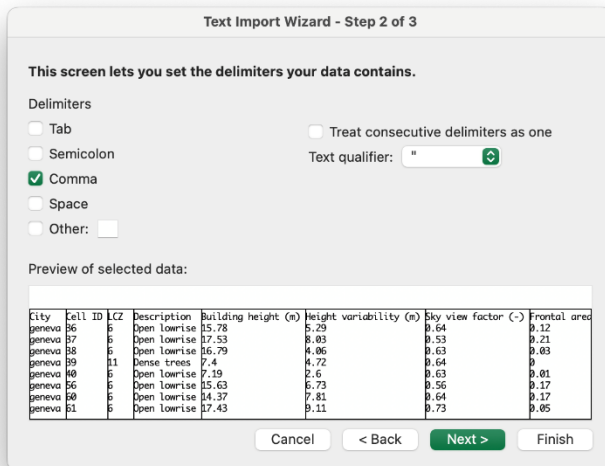 Text Import Wizard - Step 2 of 3
This screen lets you set the delimiters your data contains.
Delimiters
Tab
Treat consecutive delimiters as one
Semicolon
Text qualifier: "
Comma
Space
Other:
Preview of selected data:
City Cell ID LCZ Description Building height (m) Height variability (m) Sky view factor (-) Frontal area
geneva 36 6 Open lowrise 15.78 5.29 0.64 0.12
geneva 37 6 Open lowrise 17.53 8.03 0.53 0.21
geneva 38 6 Open lowrise 16.79 4.06 0.63 0.03
geneva 39 11 Dense trees 7.4 4.72 0.64 0
geneva 40 6 Open lowrise 7.19 2.6 0.63 0.01
geneva 56 6 Open lowrise 15.63 6.73 0.56 0.17
geneva 60 6 Open lowrise 14.37 7.81 0.64 0.17
geneva 61 6 Open lowrise 17.43 9.11 0.73 0.05
Cancel < Back Next > Finish